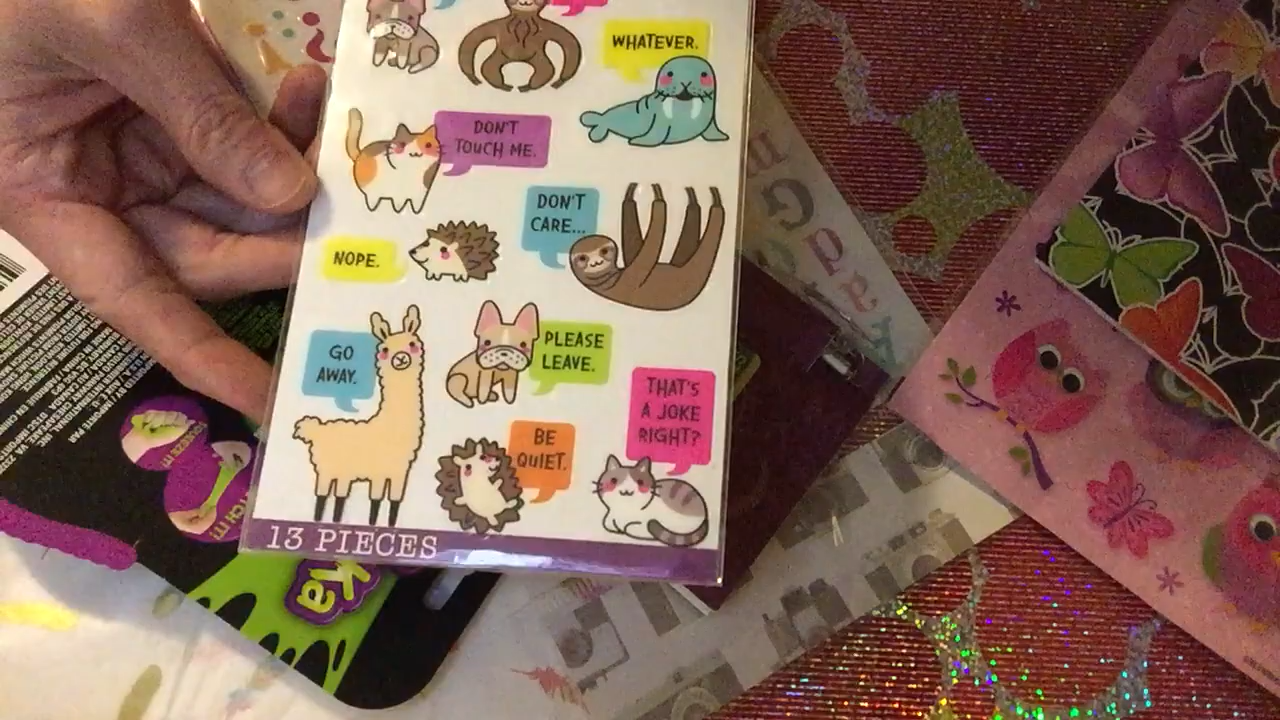 WHATEVER.
DON'T
TOUCH ME.
DON'T
CARE...
NOPE.
GO
AWAY.
PLEASE
LEAVE.
THAT'S
A JOKE
RIGHT?
BE
QUIET.
13 PIECES